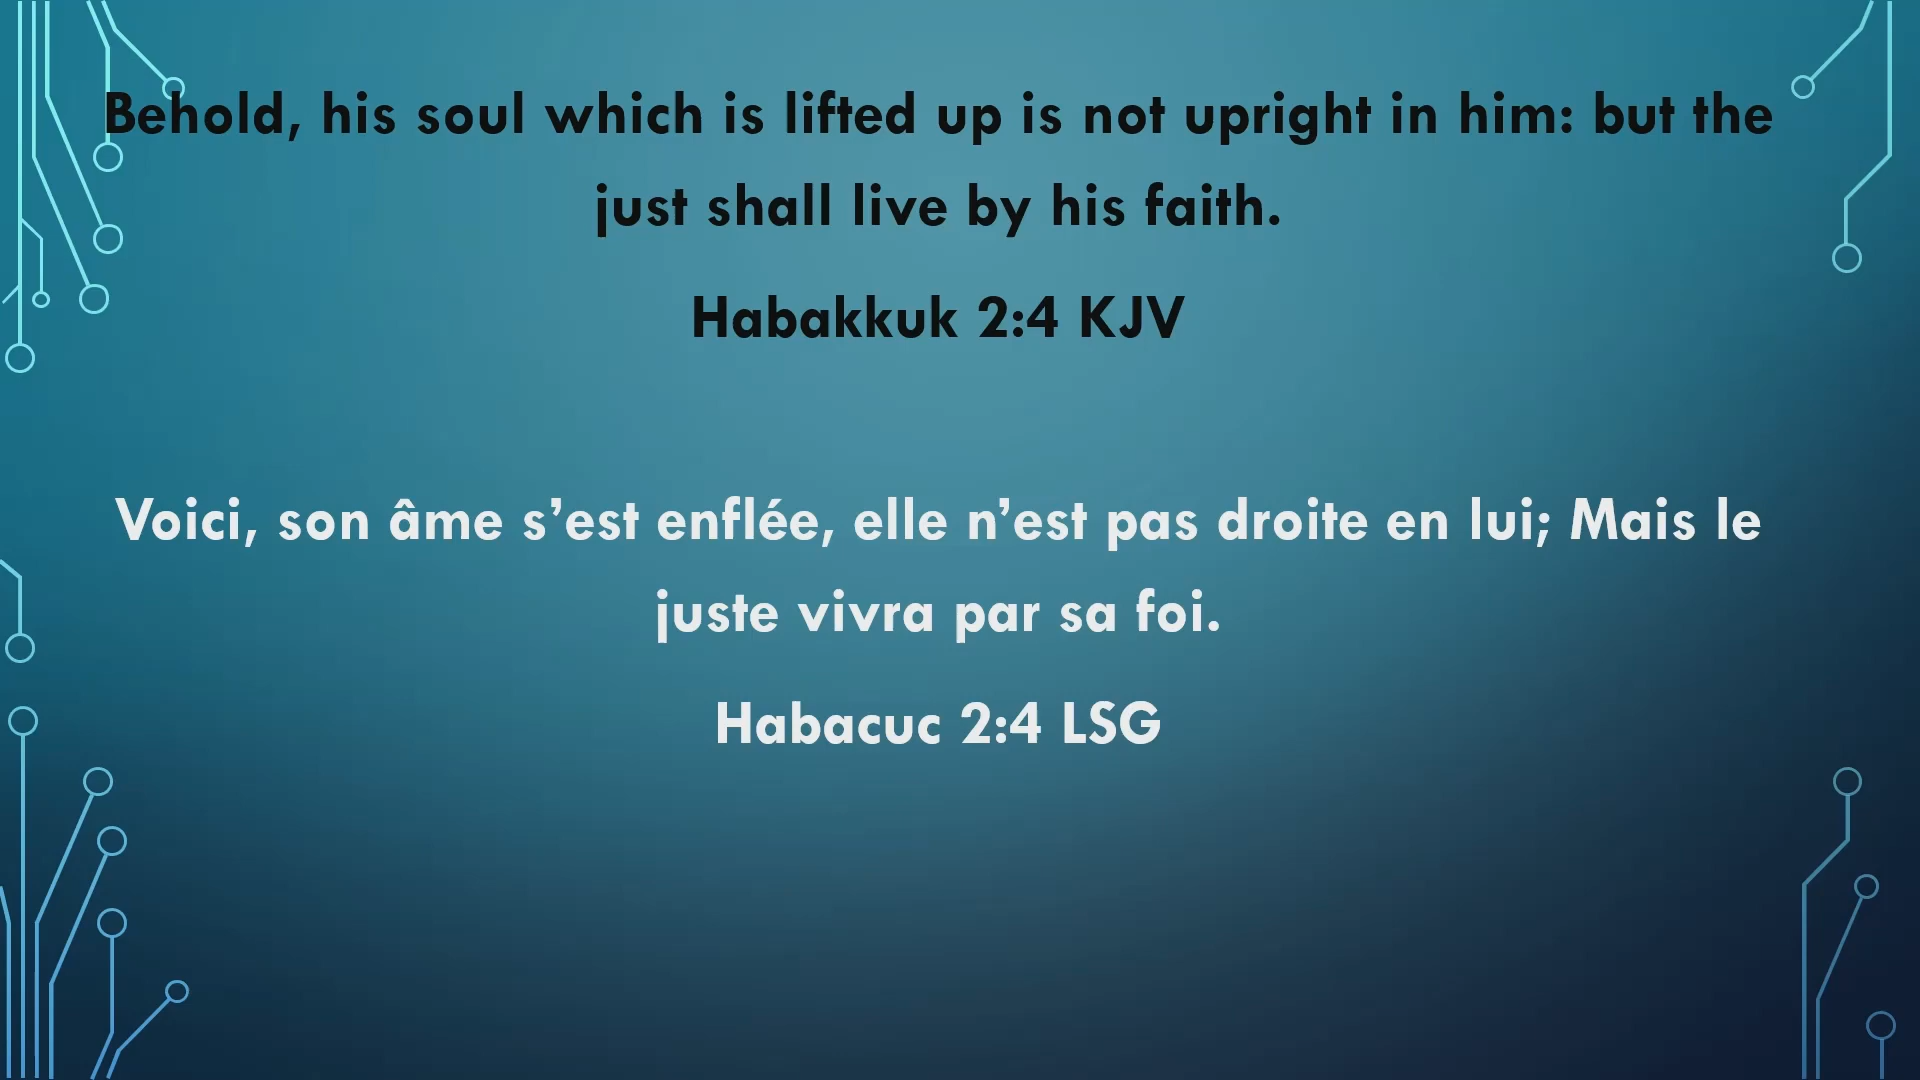 Behold, his soul which is lifted up is not upright in him: but the
just shall live by his faith.
Habakkuk 2:4 KJV
Voici, son âme s’est enflée, elle n’est pas droite en lui; Mais le
juste vivra par sa foi.
Habacuc 2:4 LSG